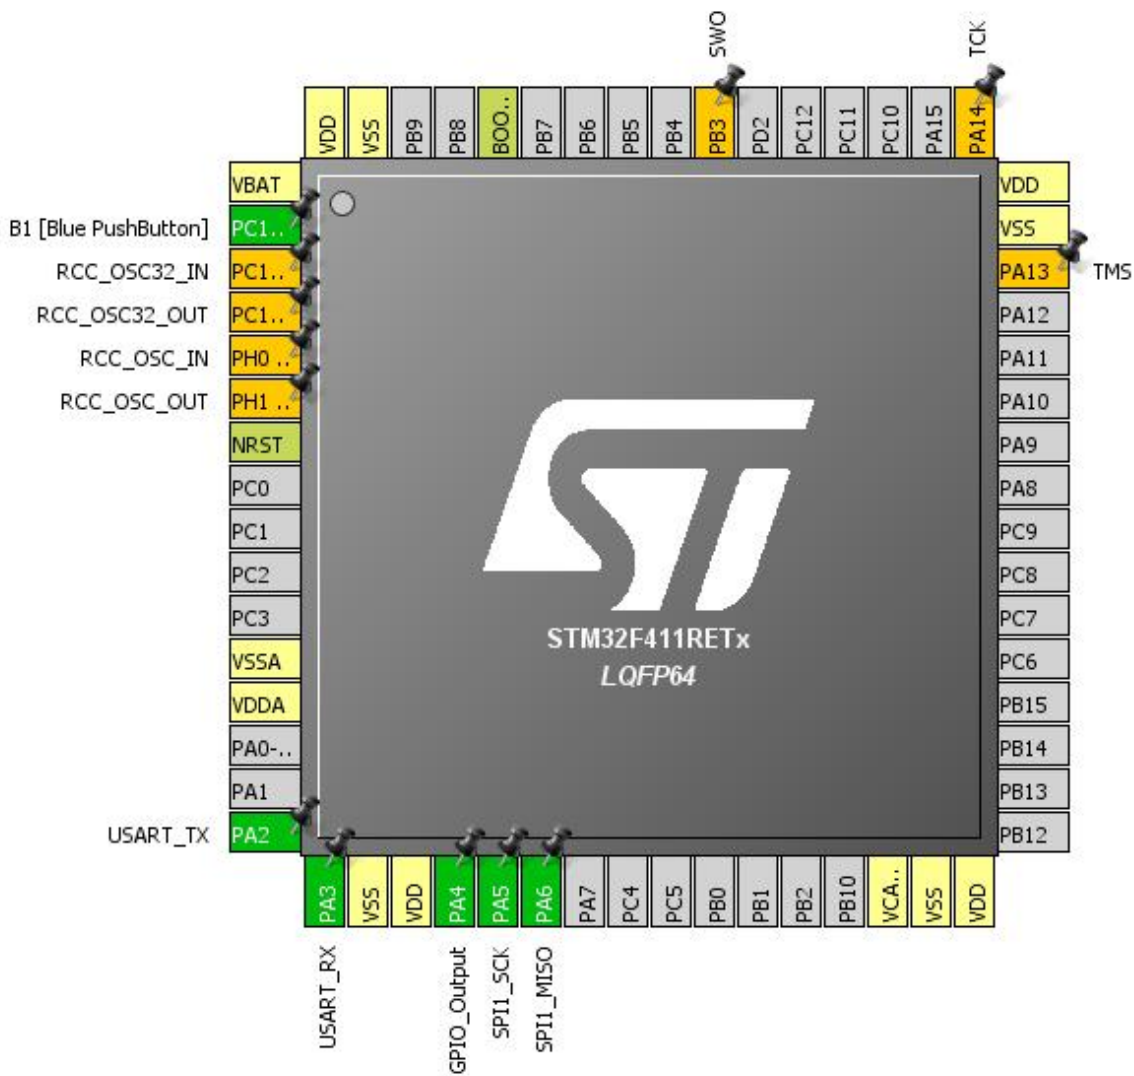 SWO
TCK
VDD
VSS
PB9
PB8
BOO..
PB7
PB6
PB5
PB4
PB3
PD2
PC12
PC11
PC10
PA15
PA14
VBAT
B1 [Blue PushButton] PC1..
RCC_OSC32_IN PC1..
RCC_OSC32_OUT PC1..
RCC_OSC_IN PH0 ..
RCC_OSC_OUT PH1 ..
NRST
PC0
PC1
PC2
PC3
VSSA
VDDA
PA0-..
PA1
USART_TX PA2
VDD
VSS
PA13 TMS
PA12
PA11
PA10
PA9
PA8
PC9
PC8
PC7
PC6
PB15
PB14
PB13
PB12
ST
STM32F411RETx
LQFP64
PA3
VSS
VDD
PA4
PA5
PA6
PA7
PC4
PC5
PB0
PB1
PB2
PB10
VCA..
VSS
VDD
USART_RX
GPIO_Output
SPI1_SCK
SPI1_MISO